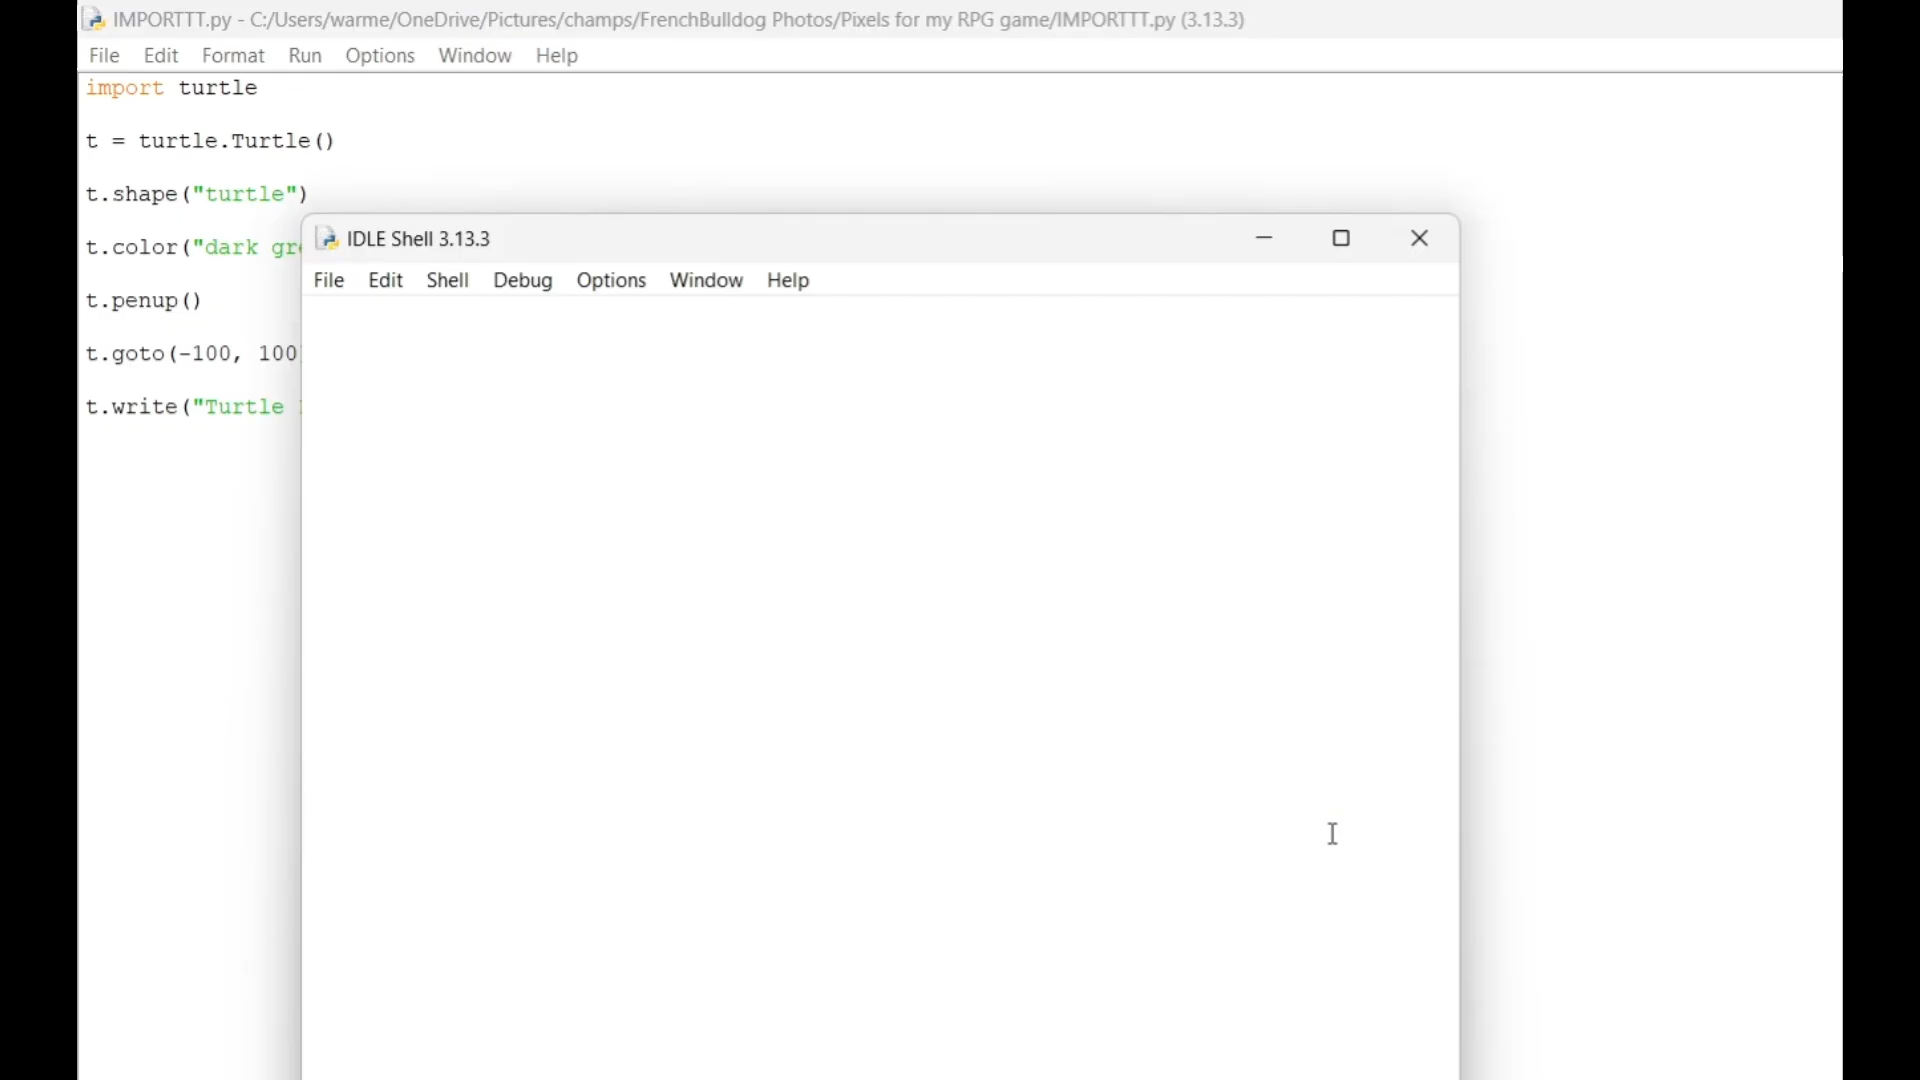 IMPORTTT.py - C:/Users/warme/OneDrive/Pictures/champs/FrenchBulldog Photos/Pixels for my RPG game/IMPORTTT.py (3.13.3)
File Edit Format Run Options Window Help
import turtle
t = turtle.Turtle()
t.shape("turtle")
t.color("dark gr
IDLE Shell 3.13.3
File Edit Shell Debug Options Window Help
t.penup()
t.goto(-100, 100
t.write("Turtle